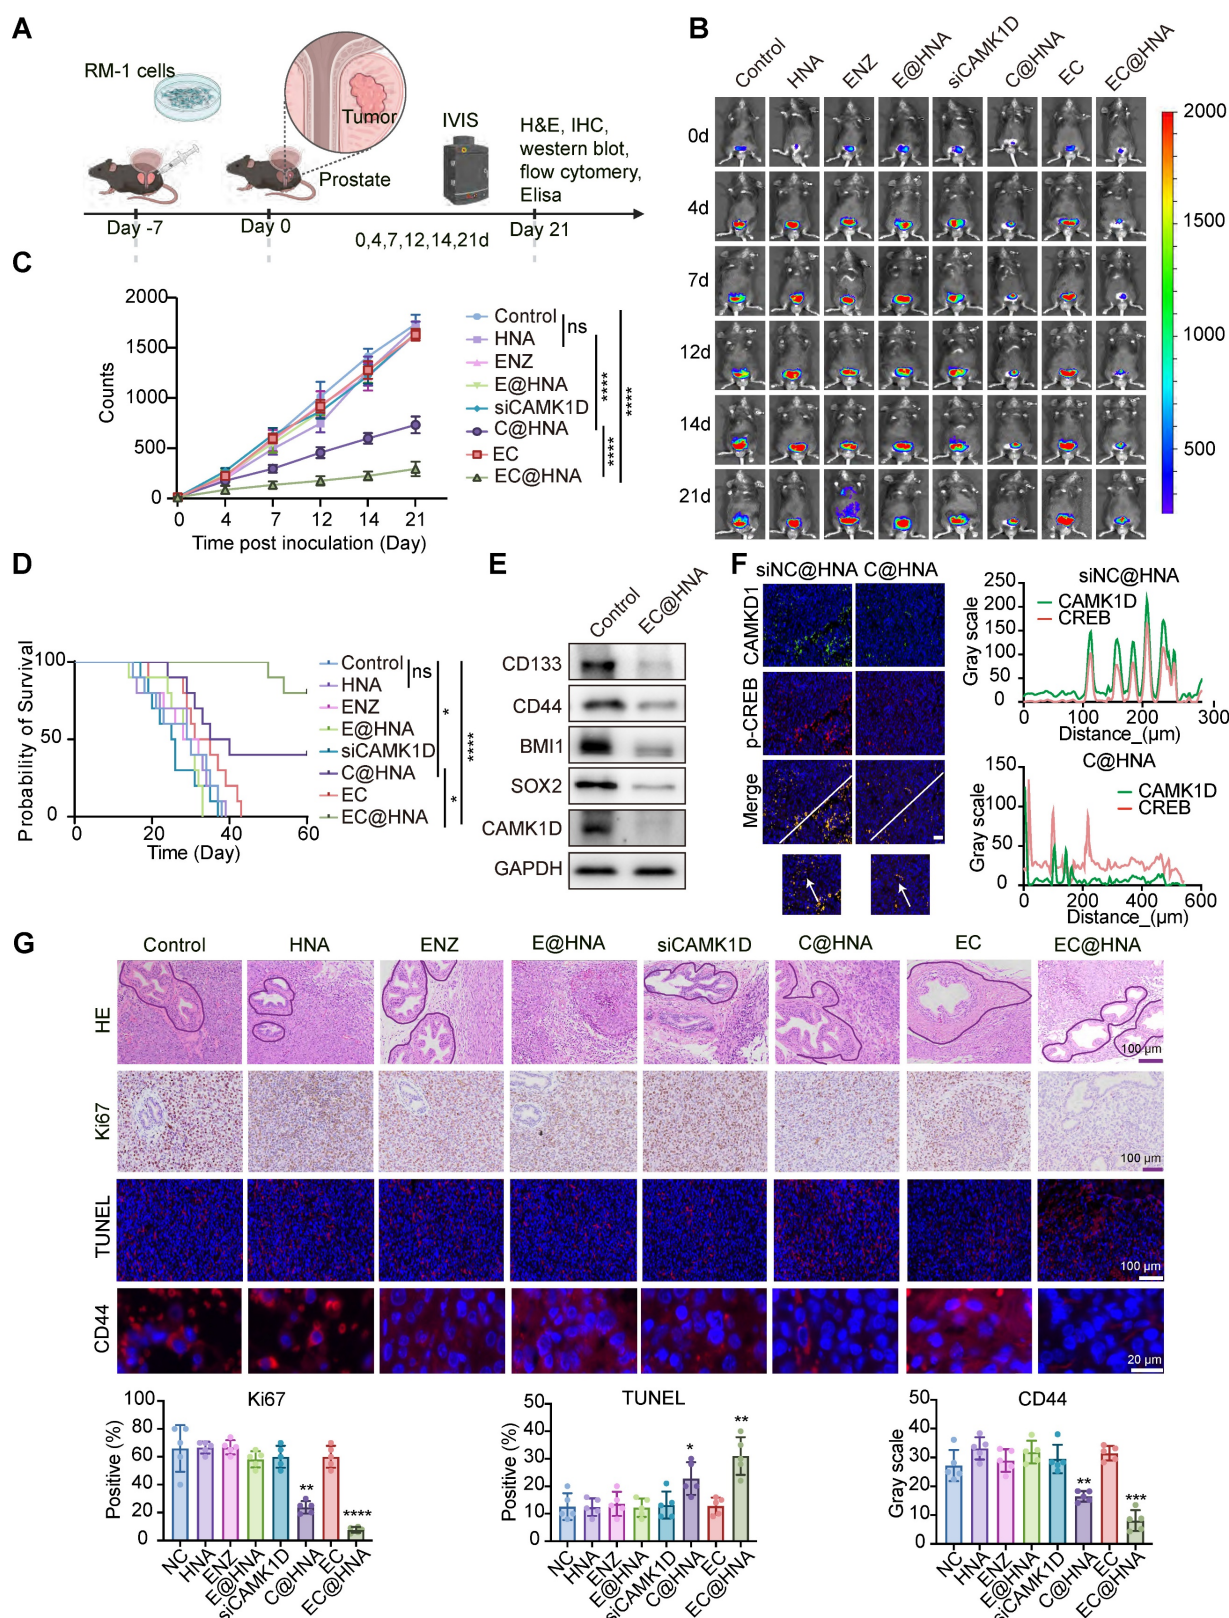 A
RM-1 cells
Tumor
Prostate
IVIS
H&E, IHC,
western blot,
flow cytomery,
Elisa
Day -7
Day 0
0,4,7,12,14,21d
Day 21
B
Control
HNA
ENZ
E@HNA
siCAMK1D
C@HNA
EC
EC@HNA
0d
4d
7d
12d
14d
21d
2000
1500
1000
500
C
Counts
2000
1500
1000
500
0
0 4 7 12 14 21
Time post inoculation (Day)
Control
HNA
ENZ
E@HNA
siCAMK1D
C@HNA
EC
EC@HNA
ns
****
****
****
D
Probability of Survival
100
50
0
0 20 40 60
Time (Day)
Control
HNA
ENZ
E@HNA
siCAMK1D
C@HNA
EC
EC@HNA
ns
*
****
*
E
Control
EC@HNA
CD133
CD44
BMI1
SOX2
CAMK1D
GAPDH
F
siNC@HNA C@HNA
CAMKD1
p-CREB
Merge
siNC@HNA
Gray scale
250
200
150
100
50
0
CAMK1D
CREB
0 100 200 300
Distance_(μm)
C@HNA
Gray scale
150
100
50
0
CAMK1D
CREB
0 200 400 600
Distance_(μm)
G
Control HNA ENZ E@HNA siCAMK1D C@HNA EC EC@HNA
HE
100 μm
Ki67
100 μm
TUNEL
100 μm
CD44
20 μm
Ki67
Positive (%)
100
80
60
40
20
0
**
****
NC
HNA
ENZ
E@HNA
siCAMK1D
C@HNA
EC
EC@HNA
TUNEL
Positive (%)
50
40
30
20
10
0
*
**
NC
HNA
ENZ
E@HNA
siCAMK1D
C@HNA
EC
EC@HNA
CD44
Gray scale
50
40
30
20
10
0
**
***
NC
HNA
ENZ
E@HNA
siCAMK1D
C@HNA
EC
EC@HNA